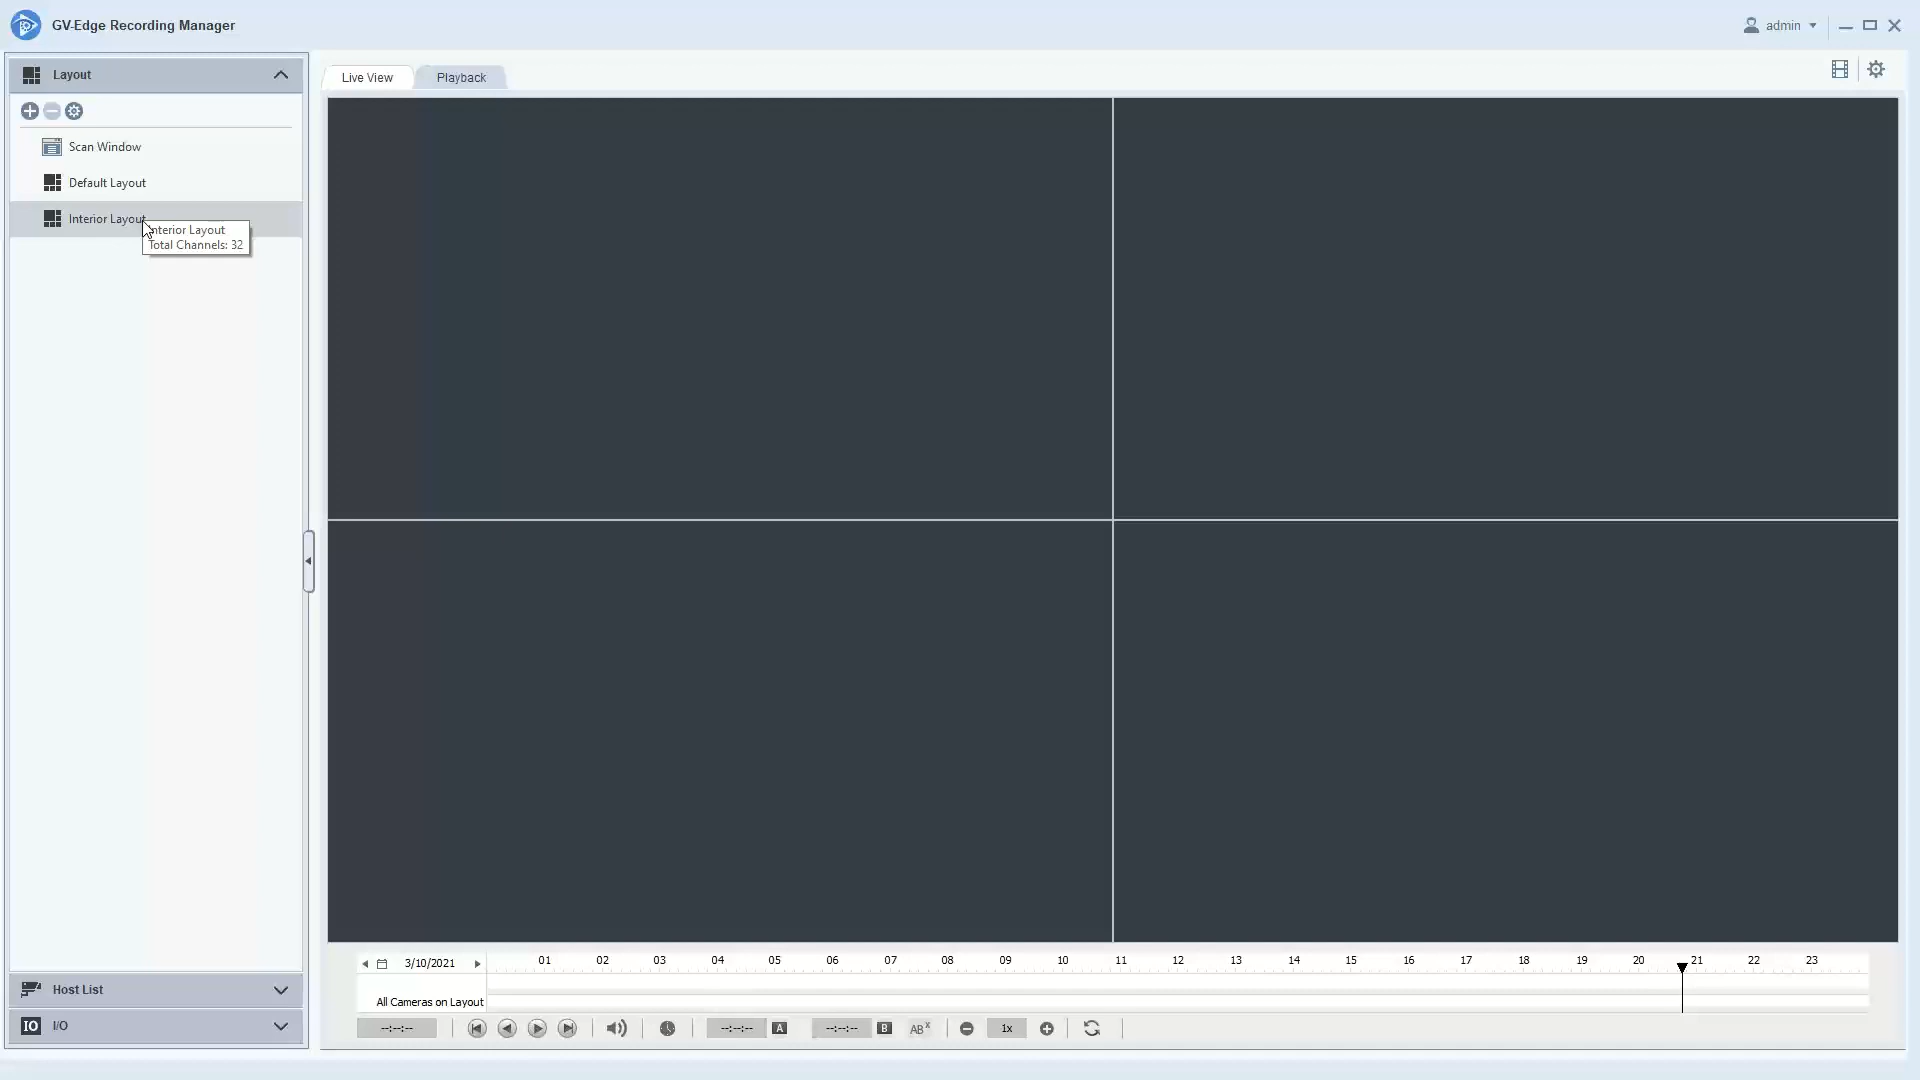 GV-Edge Recording Manager
admin
Layout
Live View
Playback
Scan Window
Default Layout
Interior Layout
Interior Layout
Total Channels: 32
3/10/2021
01 02 03 04 05 06 07 08 09 10 11 12 13 14 15 16 17 18 19 20 21 22 23
All Cameras on Layout
Host List
IO I/O
--:--:-- --:--:-- A --:--:-- B ABx 1x